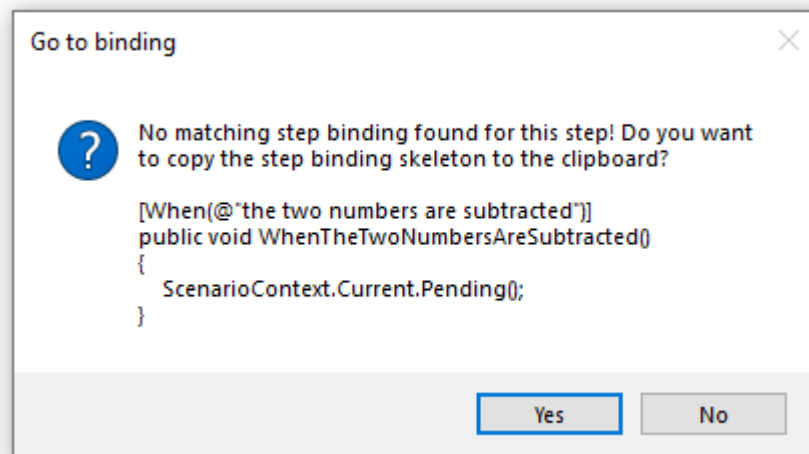 Go to binding
No matching step binding found for this step! Do you want
to copy the step binding skeleton to the clipboard?
[When(@"the two numbers are subtracted")]
public void WhenTheTwoNumbersAreSubtracted()
{
ScenarioContext.Current.Pending();
}
Yes No